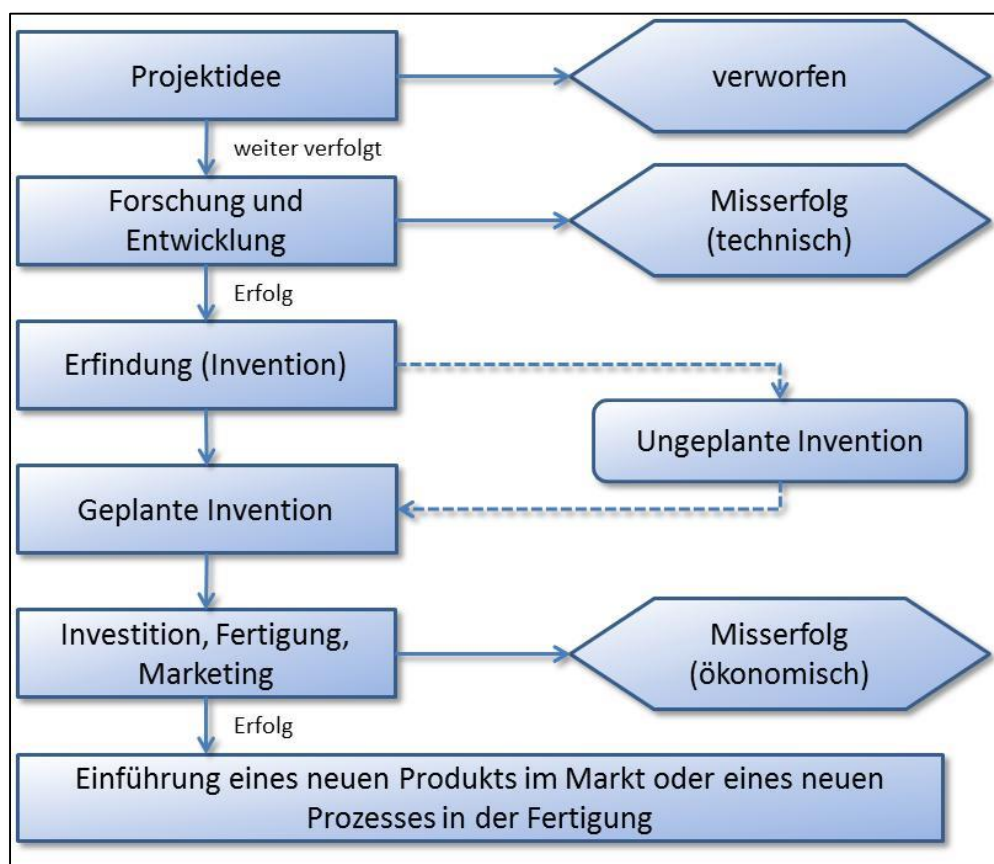 Projektidee
verworfen
weiter verfolgt
Forschung und
Entwicklung
Misserfolg
(technisch)
Erfolg
Erfindung (Invention)
Ungeplante Invention
Geplante Invention
Investition, Fertigung,
Marketing
Misserfolg
(ökonomisch)
Erfolg
Einführung eines neuen Produkts im Markt oder eines neuen
Prozesses in der Fertigung